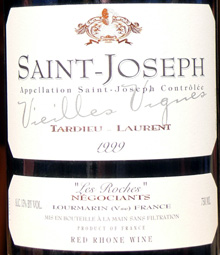 SAINT-JOSEPH
Appellation Saint-Joseph Contrôlée
Vieilles Vignes
TARDIEU - LAURENT
1999
"Les Roches"
NÉGOCIANTS
LOURMARIN (Vse) FRANCE
ALC. 13% BY VOL.
750 ML
MIS EN BOUTEILLE À LA MAIN SANS FILTRATION
PRODUCT OF FRANCE
RED RHONE WINE